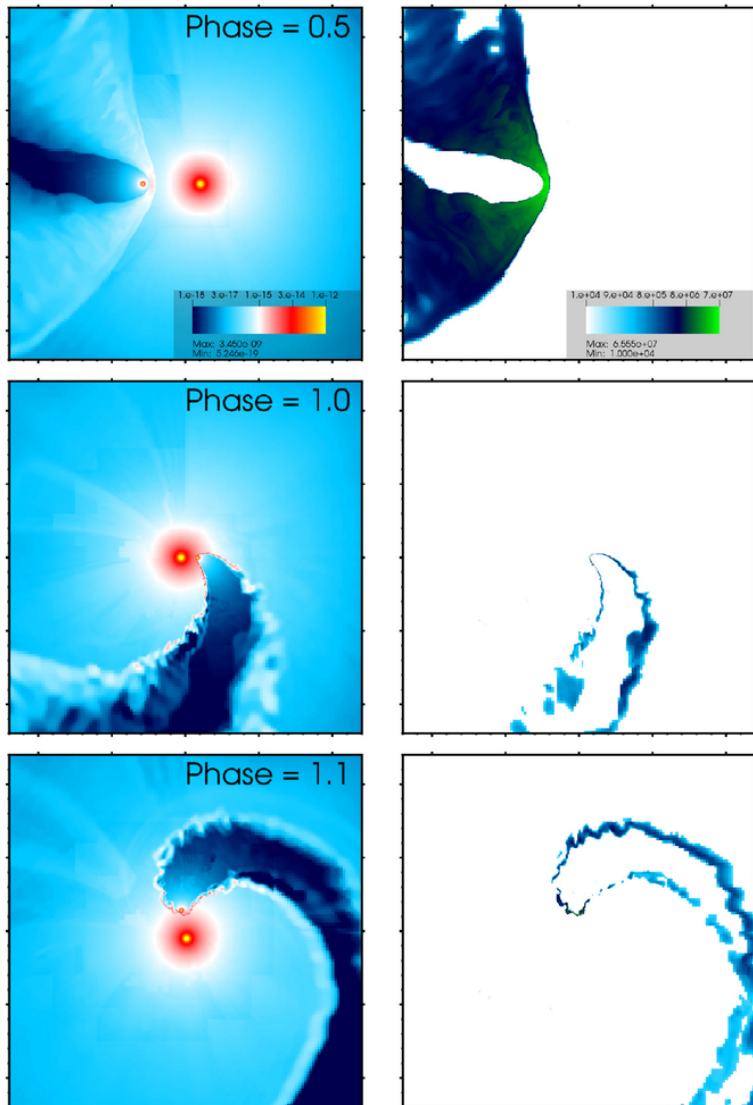 Phase = 0.5
1.e-18 3.e-17 1.e-15 3.e-14 1.e-12
Max: 3.450e-09
Min: 5.246e-19
1.e+04 9.e+04 8.e+05 8.e+06 7.e+07
Max: 6.555e+07
Min: 1.000e+04
Phase = 1.0
Phase = 1.1